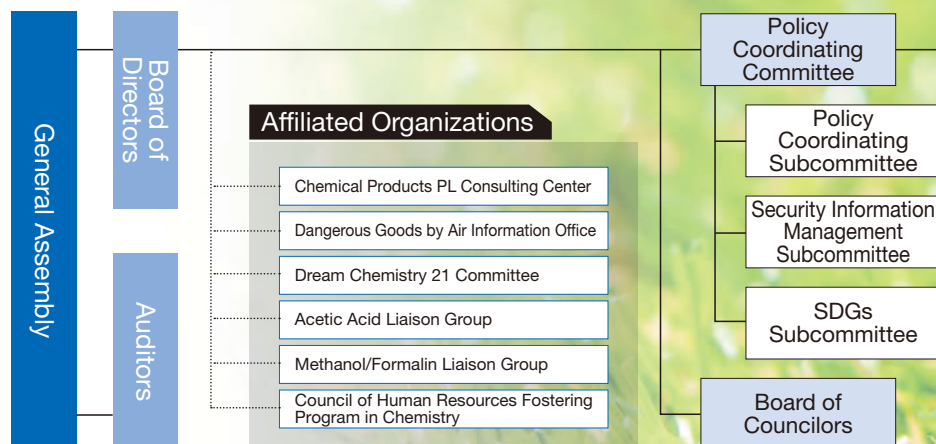 General Assembly
Board of
Directors
Auditors
Affiliated Organizations
Chemical Products PL Consulting Center
Dangerous Goods by Air Information Office
Dream Chemistry 21 Committee
Acetic Acid Liaison Group
Methanol/Formalin Liaison Group
Council of Human Resources Fostering
Program in Chemistry
Policy
Coordinating
Committee
Policy
Coordinating
Subcommittee
Security Information
Management
Subcommittee
SDGs
Subcommittee
Board of
Councilors